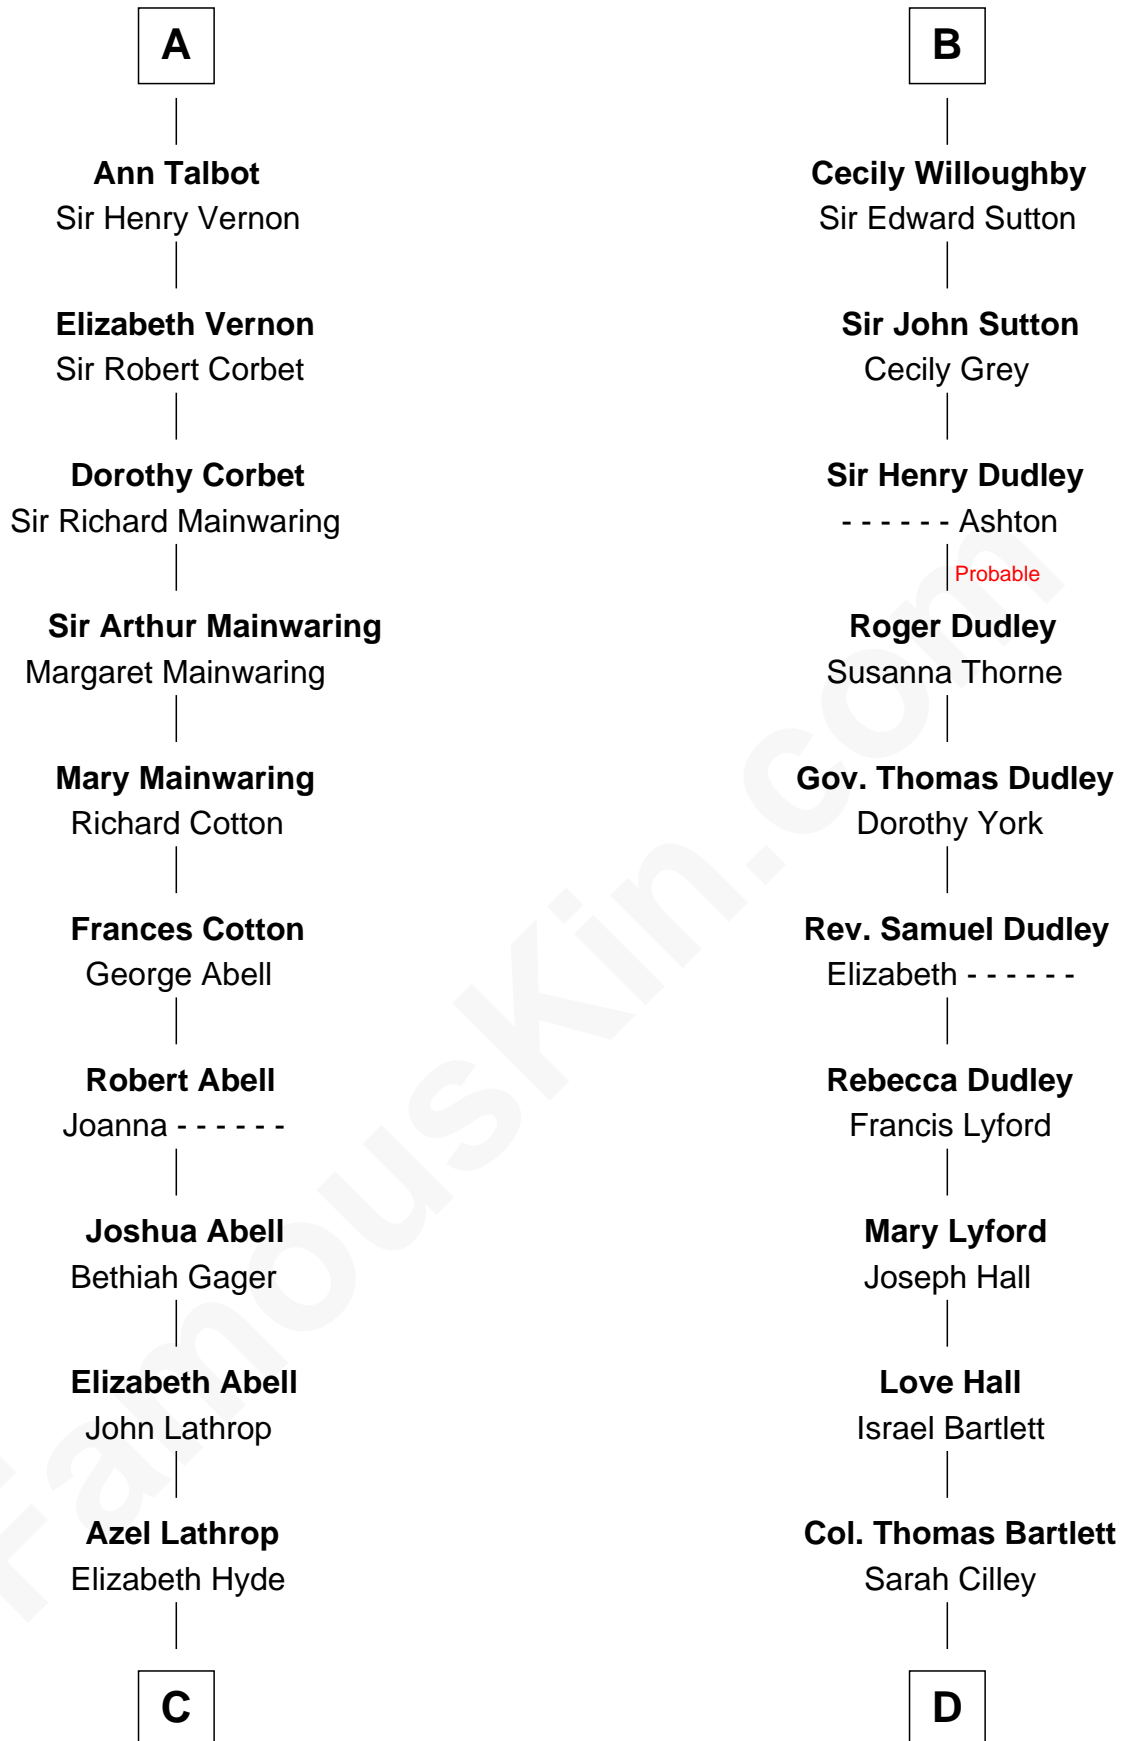 A
Ann Talbot
Sir Henry Vernon
Elizabeth Vernon
Sir Robert Corbet
Dorothy Corbet
Sir Richard Mainwaring
Sir Arthur Mainwaring
Margaret Mainwaring
Mary Mainwaring
Richard Cotton
Frances Cotton
George Abell
Robert Abell
Joanna - - - - - -
Joshua Abell
Bethiah Gager
Elizabeth Abell
John Lathrop
Azel Lathrop
Elizabeth Hyde
C
B
Cecily Willoughby
Sir Edward Sutton
Sir John Sutton
Cecily Grey
Sir Henry Dudley
- - - - - - Ashton
Probable
Roger Dudley
Susanna Thorne
Gov. Thomas Dudley
Dorothy York
Rev. Samuel Dudley
Elizabeth - - - - - -
Rebecca Dudley
Francis Lyford
Mary Lyford
Joseph Hall
Love Hall
Israel Bartlett
Col. Thomas Bartlett
Sarah Cilley
D
FamousKin.com